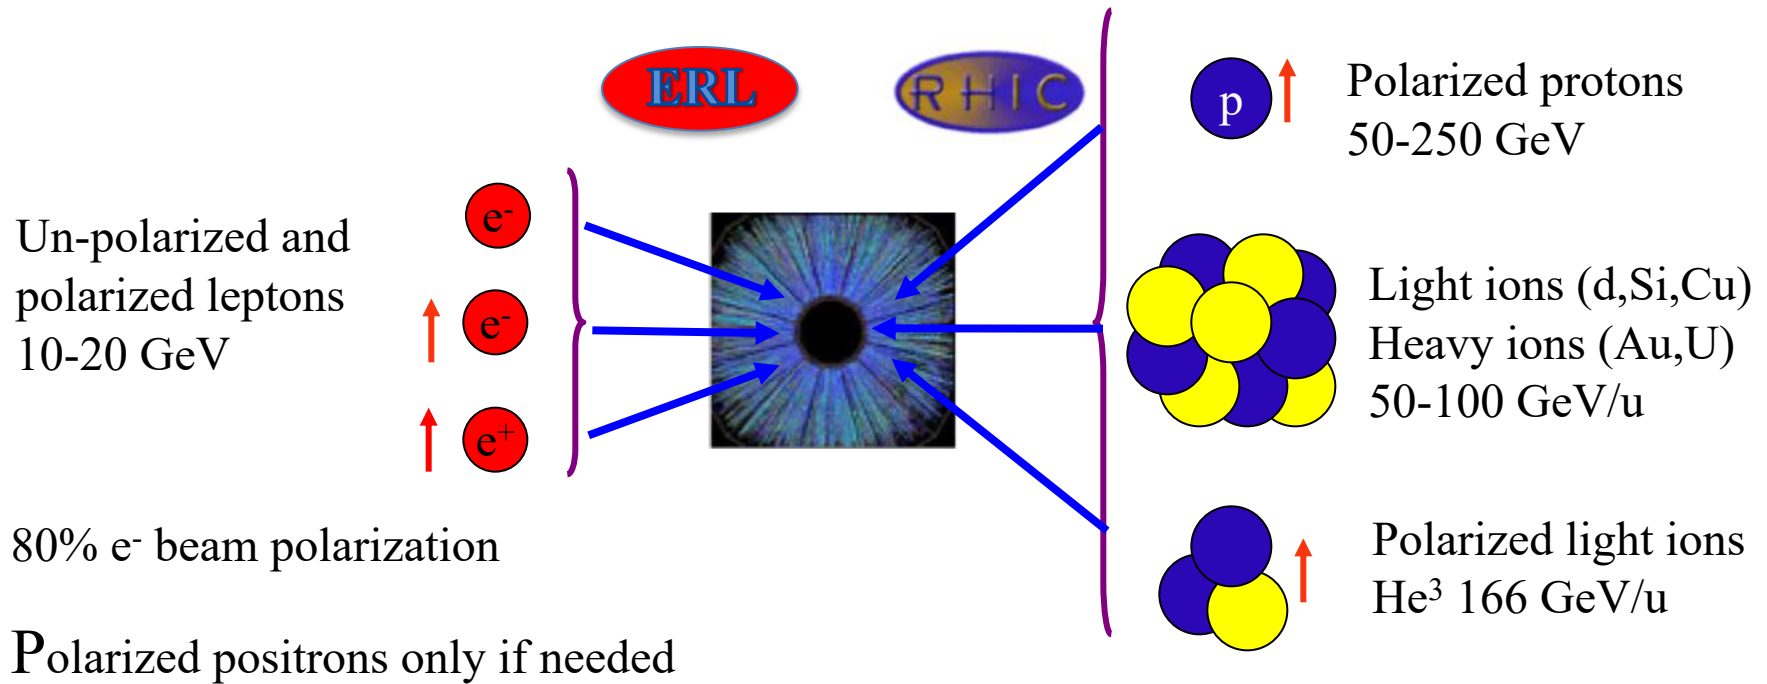 ERL
RHIC
p
Polarized protons
50-250 GeV
Un-polarized and
polarized leptons
10-20 GeV
e-
e-
e+
Light ions (d,Si,Cu)
Heavy ions (Au,U)
50-100 GeV/u
80% e- beam polarization
Polarized light ions
He³ 166 GeV/u
Polarized positrons only if needed